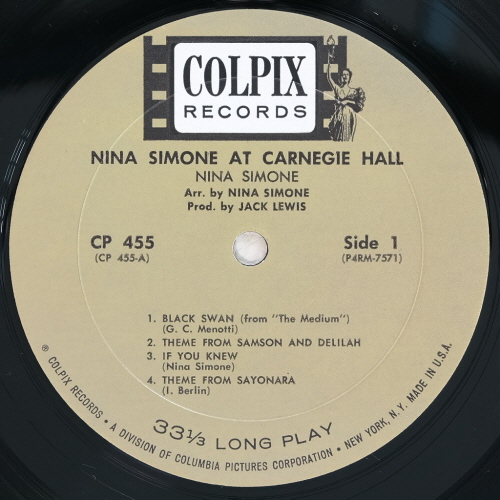 COLPIX
RECORDS
NINA SIMONE AT CARNEGIE HALL
NINA SIMONE
Arr. by NINA SIMONE
Prod. by JACK LEWIS
CP 455
(CP 455-A)
Side 1
(P4RM-7571)
1. BLACK SWAN (from "The Medium")
(G. C. Menotti)
2. THEME FROM SAMSON AND DELILAH
3. IF YOU KNEW
(Nina Simone)
4. THEME FROM SAYONARA
(I. Berlin)
33⅓ LONG PLAY
® COLPIX RECORDS • A DIVISION OF COLUMBIA PICTURES CORPORATION • NEW YORK, N. Y. MADE IN U.S.A.